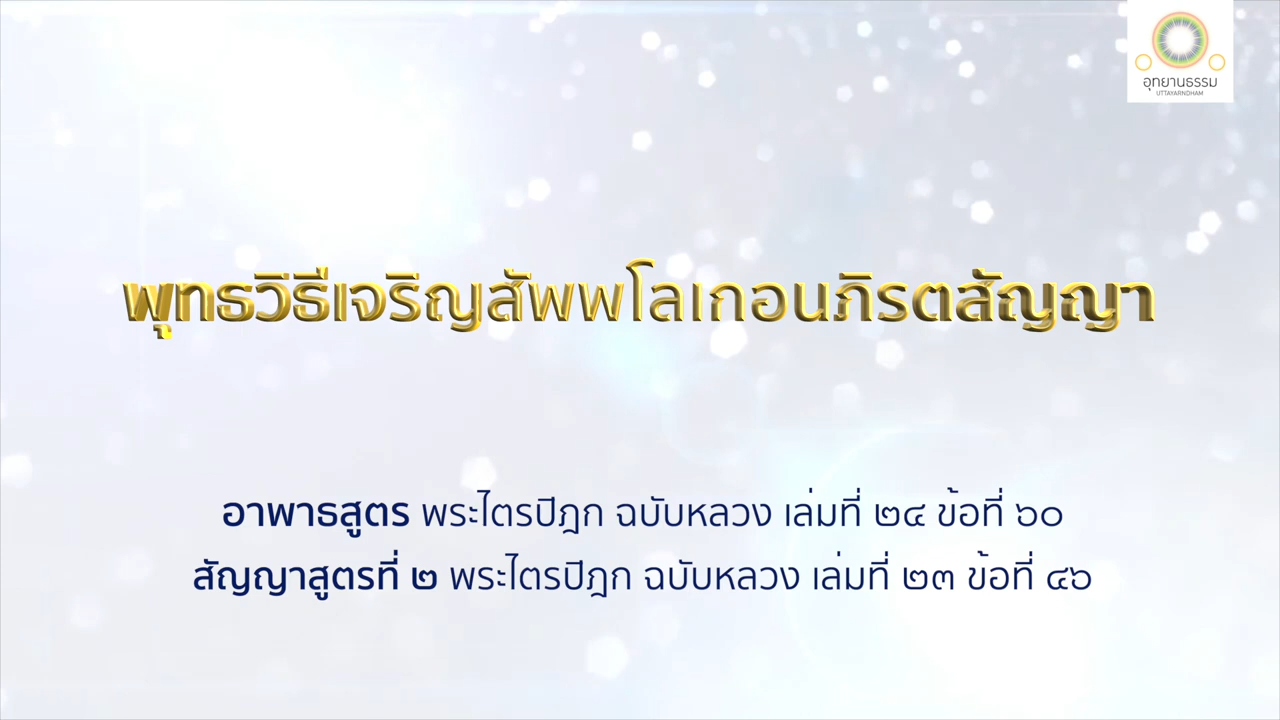 อุทยานธรรม
UTTAYARNDHAM
พุทธวิธีเจริญสัพพโลเกอนภิรตสัญญา
อาพาธสูตร พระไตรปิฎก ฉบับหลวง เล่มที่ ๒๔ ข้อที่ ๖๐
สัญญาสูตรที่ ๒ พระไตรปิฎก ฉบับหลวง เล่มที่ ๒๓ ข้อที่ ๔๖